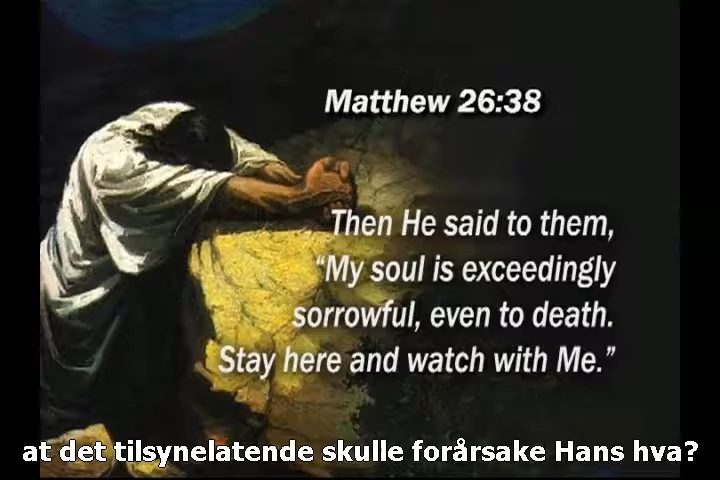 Matthew 26:38
Then He said to them,
“My soul is exceedingly
sorrowful, even to death.
Stay here and watch with Me.”
at det tilsynelatende skulle forårsake Hans hva?